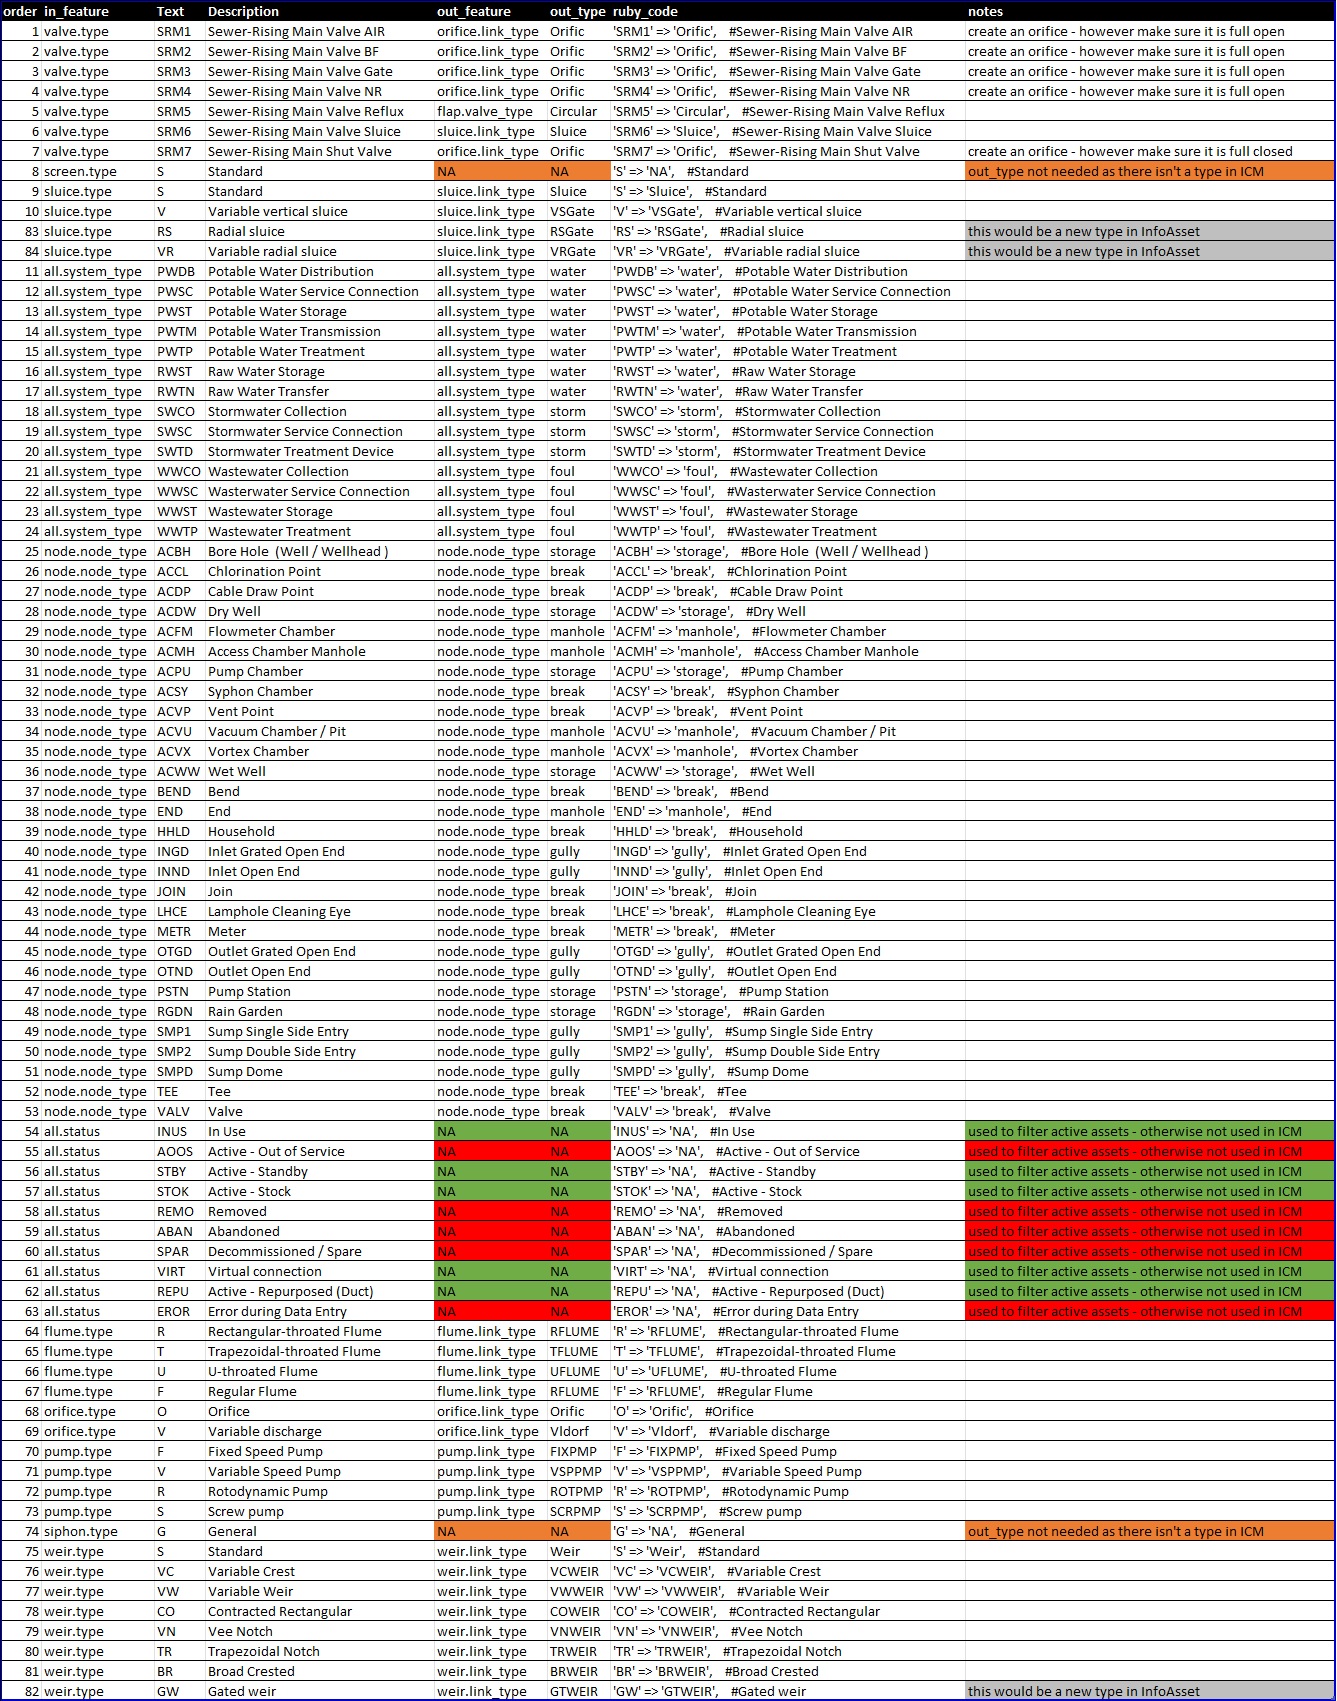 order in_feature Text Description out_feature out_type ruby_code notes
1 valve.type SRM1 Sewer-Rising Main Valve AIR orifice.link_type Orific 'SRM1' => 'Orific', #Sewer-Rising Main Valve AIR create an orifice - however make sure it is full open
2 valve.type SRM2 Sewer-Rising Main Valve BF orifice.link_type Orific 'SRM2' => 'Orific', #Sewer-Rising Main Valve BF create an orifice - however make sure it is full open
3 valve.type SRM3 Sewer-Rising Main Valve Gate orifice.link_type Orific 'SRM3' => 'Orific', #Sewer-Rising Main Valve Gate create an orifice - however make sure it is full open
4 valve.type SRM4 Sewer-Rising Main Valve NR orifice.link_type Orific 'SRM4' => 'Orific', #Sewer-Rising Main Valve NR create an orifice - however make sure it is full open
5 valve.type SRM5 Sewer-Rising Main Valve Reflux flap.valve_type Circular 'SRM5' => 'Circular', #Sewer-Rising Main Valve Reflux
6 valve.type SRM6 Sewer-Rising Main Valve Sluice sluice.link_type Sluice 'SRM6' => 'Sluice', #Sewer-Rising Main Valve Sluice
7 valve.type SRM7 Sewer-Rising Main Shut Valve orifice.link_type Orific 'SRM7' => 'Orific', #Sewer-Rising Main Shut Valve create an orifice - however make sure it is full closed
8 screen.type S Standard NA NA 'S' => 'NA', #Standard out_type not needed as there isn't a type in ICM
9 sluice.type S Standard sluice.link_type Sluice 'S' => 'Sluice', #Standard
10 sluice.type V Variable vertical sluice sluice.link_type VSGate 'V' => 'VSGate', #Variable vertical sluice
83 sluice.type RS Radial sluice sluice.link_type RSGate 'RS' => 'RSGate', #Radial sluice this would be a new type in InfoAsset
84 sluice.type VR Variable radial sluice sluice.link_type VRGate 'VR' => 'VRGate', #Variable radial sluice this would be a new type in InfoAsset
11 all.system_type PWDB Potable Water Distribution all.system_type water 'PWDB' => 'water', #Potable Water Distribution
12 all.system_type PWSC Potable Water Service Connection all.system_type water 'PWSC' => 'water', #Potable Water Service Connection
13 all.system_type PWST Potable Water Storage all.system_type water 'PWST' => 'water', #Potable Water Storage
14 all.system_type PWTM Potable Water Transmission all.system_type water 'PWTM' => 'water', #Potable Water Transmission
15 all.system_type PWTP Potable Water Treatment all.system_type water 'PWTP' => 'water', #Potable Water Treatment
16 all.system_type RWST Raw Water Storage all.system_type water 'RWST' => 'water', #Raw Water Storage
17 all.system_type RWTN Raw Water Transfer all.system_type water 'RWTN' => 'water', #Raw Water Transfer
18 all.system_type SWCO Stormwater Collection all.system_type storm 'SWCO' => 'storm', #Stormwater Collection
19 all.system_type SWSC Stormwater Service Connection all.system_type storm 'SWSC' => 'storm', #Stormwater Service Connection
20 all.system_type SWTD Stormwater Treatment Device all.system_type storm 'SWTD' => 'storm', #Stormwater Treatment Device
21 all.system_type WWCO Wastewater Collection all.system_type foul 'WWCO' => 'foul', #Wastewater Collection
22 all.system_type WWSC Wasterwater Service Connection all.system_type foul 'WWSC' => 'foul', #Wasterwater Service Connection
23 all.system_type WWST Wastewater Storage all.system_type foul 'WWST' => 'foul', #Wastewater Storage
24 all.system_type WWTP Wastewater Treatment all.system_type foul 'WWTP' => 'foul', #Wastewater Treatment
25 node.node_type ACBH Bore Hole (Well / Wellhead ) node.node_type storage 'ACBH' => 'storage', #Bore Hole (Well / Wellhead )
26 node.node_type ACCL Chlorination Point node.node_type break 'ACCL' => 'break', #Chlorination Point
27 node.node_type ACDP Cable Draw Point node.node_type break 'ACDP' => 'break', #Cable Draw Point
28 node.node_type ACDW Dry Well node.node_type storage 'ACDW' => 'storage', #Dry Well
29 node.node_type ACFM Flowmeter Chamber node.node_type manhole 'ACFM' => 'manhole', #Flowmeter Chamber
30 node.node_type ACMH Access Chamber Manhole node.node_type manhole 'ACMH' => 'manhole', #Access Chamber Manhole
31 node.node_type ACPU Pump Chamber node.node_type storage 'ACPU' => 'storage', #Pump Chamber
32 node.node_type ACSY Syphon Chamber node.node_type break 'ACSY' => 'break', #Syphon Chamber
33 node.node_type ACVP Vent Point node.node_type break 'ACVP' => 'break', #Vent Point
34 node.node_type ACVU Vacuum Chamber / Pit node.node_type manhole 'ACVU' => 'manhole', #Vacuum Chamber / Pit
35 node.node_type ACVX Vortex Chamber node.node_type manhole 'ACVX' => 'manhole', #Vortex Chamber
36 node.node_type ACWW Wet Well node.node_type storage 'ACWW' => 'storage', #Wet Well
37 node.node_type BEND Bend node.node_type break 'BEND' => 'break', #Bend
38 node.node_type END End node.node_type manhole 'END' => 'manhole', #End
39 node.node_type HHLD Household node.node_type break 'HHLD' => 'break', #Household
40 node.node_type INGD Inlet Grated Open End node.node_type gully 'INGD' => 'gully', #Inlet Grated Open End
41 node.node_type INND Inlet Open End node.node_type gully 'INND' => 'gully', #Inlet Open End
42 node.node_type JOIN Join node.node_type break 'JOIN' => 'break', #Join
43 node.node_type LHCE Lamphole Cleaning Eye node.node_type break 'LHCE' => 'break', #Lamphole Cleaning Eye
44 node.node_type METR Meter node.node_type break 'METR' => 'break', #Meter
45 node.node_type OTGD Outlet Grated Open End node.node_type gully 'OTGD' => 'gully', #Outlet Grated Open End
46 node.node_type OTND Outlet Open End node.node_type gully 'OTND' => 'gully', #Outlet Open End
47 node.node_type PSTN Pump Station node.node_type storage 'PSTN' => 'storage', #Pump Station
48 node.node_type RGDN Rain Garden node.node_type storage 'RGDN' => 'storage', #Rain Garden
49 node.node_type SMP1 Sump Single Side Entry node.node_type gully 'SMP1' => 'gully', #Sump Single Side Entry
50 node.node_type SMP2 Sump Double Side Entry node.node_type gully 'SMP2' => 'gully', #Sump Double Side Entry
51 node.node_type SMPD Sump Dome node.node_type gully 'SMPD' => 'gully', #Sump Dome
52 node.node_type TEE Tee node.node_type break 'TEE' => 'break', #Tee
53 node.node_type VALV Valve node.node_type break 'VALV' => 'break', #Valve
54 all.status INUS In Use NA NA 'INUS' => 'NA', #In Use used to filter active assets - otherwise not used in ICM
55 all.status AOOS Active - Out of Service NA NA 'AOOS' => 'NA', #Active - Out of Service used to filter active assets - otherwise not used in ICM
56 all.status STBY Active - Standby NA NA 'STBY' => 'NA', #Active - Standby used to filter active assets - otherwise not used in ICM
57 all.status STOK Active - Stock NA NA 'STOK' => 'NA', #Active - Stock used to filter active assets - otherwise not used in ICM
58 all.status REMO Removed NA NA 'REMO' => 'NA', #Removed used to filter active assets - otherwise not used in ICM
59 all.status ABAN Abandoned NA NA 'ABAN' => 'NA', #Abandoned used to filter active assets - otherwise not used in ICM
60 all.status SPAR Decommissioned / Spare NA NA 'SPAR' => 'NA', #Decommissioned / Spare used to filter active assets - otherwise not used in ICM
61 all.status VIRT Virtual connection NA NA 'VIRT' => 'NA', #Virtual connection used to filter active assets - otherwise not used in ICM
62 all.status REPU Active - Repurposed (Duct) NA NA 'REPU' => 'NA', #Active - Repurposed (Duct) used to filter active assets - otherwise not used in ICM
63 all.status EROR Error during Data Entry NA NA 'EROR' => 'NA', #Error during Data Entry used to filter active assets - otherwise not used in ICM
64 flume.type R Rectangular-throated Flume flume.link_type RFLUME 'R' => 'RFLUME', #Rectangular-throated Flume
65 flume.type T Trapezoidal-throated Flume flume.link_type TFLUME 'T' => 'TFLUME', #Trapezoidal-throated Flume
66 flume.type U U-throated Flume flume.link_type UFLUME 'U' => 'UFLUME', #U-throated Flume
67 flume.type F Regular Flume flume.link_type RFLUME 'F' => 'RFLUME', #Regular Flume
68 orifice.type O Orifice orifice.link_type Orific 'O' => 'Orific', #Orifice
69 orifice.type V Variable discharge orifice.link_type Vldorf 'V' => 'Vldorf', #Variable discharge
70 pump.type F Fixed Speed Pump pump.link_type FIXPMP 'F' => 'FIXPMP', #Fixed Speed Pump
71 pump.type V Variable Speed Pump pump.link_type VSPPMP 'V' => 'VSPPMP', #Variable Speed Pump
72 pump.type R Rotodynamic Pump pump.link_type ROTPMP 'R' => 'ROTPMP', #Rotodynamic Pump
73 pump.type S Screw pump pump.link_type SCRPMP 'S' => 'SCRPMP', #Screw pump
74 siphon.type G General NA NA 'G' => 'NA', #General out_type not needed as there isn't a type in ICM
75 weir.type S Standard weir.link_type Weir 'S' => 'Weir', #Standard
76 weir.type VC Variable Crest weir.link_type VCWEIR 'VC' => 'VCWEIR', #Variable Crest
77 weir.type VW Variable Weir weir.link_type VWWEIR 'VW' => 'VWWEIR', #Variable Weir
78 weir.type CO Contracted Rectangular weir.link_type COWEIR 'CO' => 'COWEIR', #Contracted Rectangular
79 weir.type VN Vee Notch weir.link_type VNWEIR 'VN' => 'VNWEIR', #Vee Notch
80 weir.type TR Trapezoidal Notch weir.link_type TRWEIR 'TR' => 'TRWEIR', #Trapezoidal Notch
81 weir.type BR Broad Crested weir.link_type BRWEIR 'BR' => 'BRWEIR', #Broad Crested
82 weir.type GW Gated weir weir.link_type GTWEIR 'GW' => 'GTWEIR', #Gated weir this would be a new type in InfoAsset